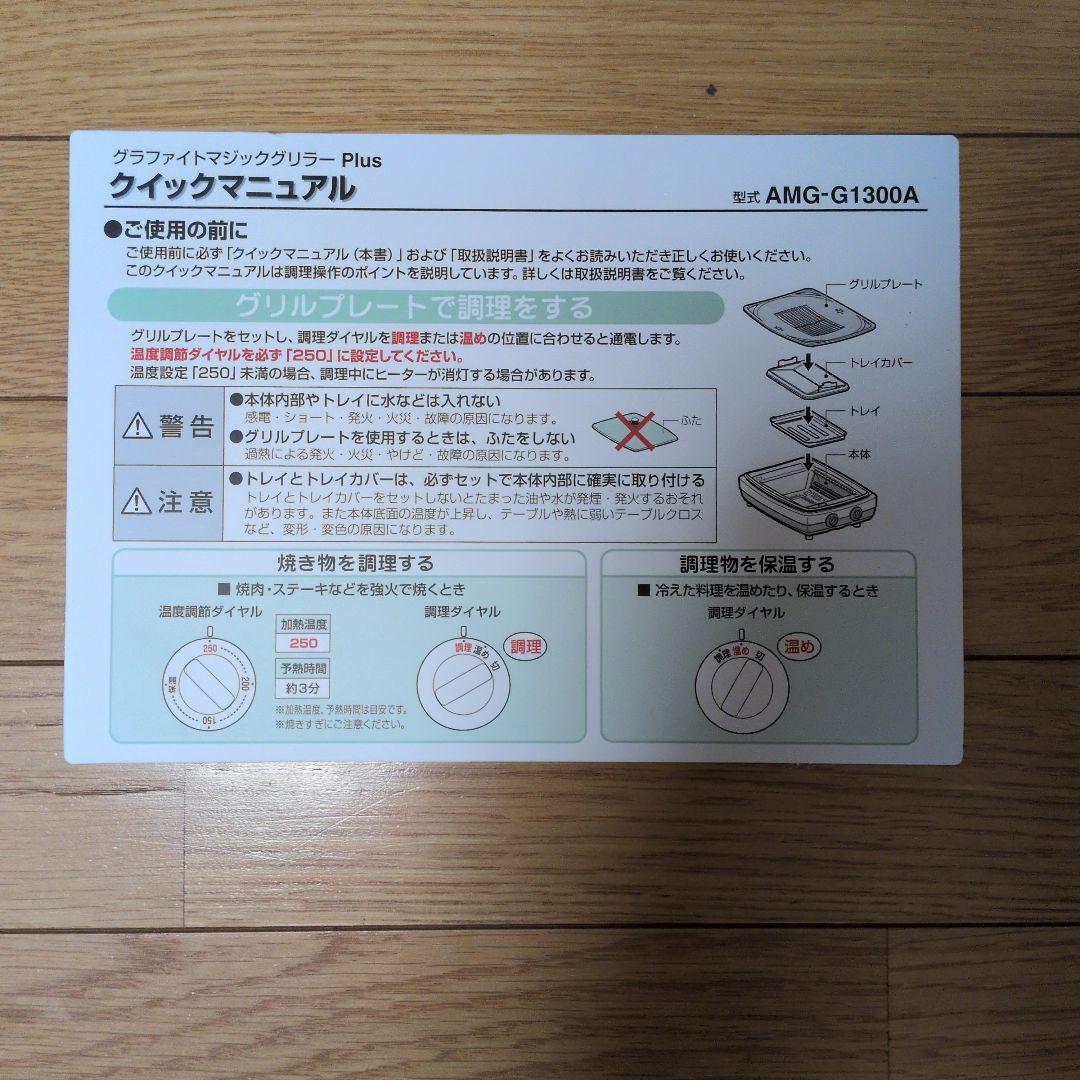 グラファイトマジックグリラー Plus
クイックマニュアル
型式 AMG-G1300A
●ご使用の前に
ご使用前に必ず「クイックマニュアル(本書)」および「取扱説明書」をよくお読みいただき正しくお使いください。
このクイックマニュアルは調理操作のポイントを説明しています。詳しくは取扱説明書をご覧ください。
グリルプレートで調理をする
グリルプレートをセットし、調理ダイヤルを調理または温めの位置に合わせると通電します。
温度調節ダイヤルを必ず「250」に設定してください。
温度設定「250」未満の場合、調理中にヒーターが消灯する場合があります。
グリルプレート
トレイカバー
トレイ
本体
警告
●本体内部やトレイに水などは入れない
感電・ショート・発火・火災・故障の原因になります。
●グリルプレートを使用するときは、ふたをしない
過熱による発火・火災・やけど・故障の原因になります。
ふた
注意
●トレイとトレイカバーは、必ずセットで本体内部に確実に取り付ける
トレイとトレイカバーをセットしないとたまった油や水が発煙・発火するおそれ
があります。また本体底面の温度が上昇し、テーブルや熱に弱いテーブルクロス
など、変形・変色の原因になります。
焼き物を調理する
■ 焼肉・ステーキなどを強火で焼くとき
温度調節ダイヤル
250
200
150
保温
加熱温度
250
予熱時間
約3分
※加熱温度、予熱時間は目安です。
※焼きすぎにご注意ください。
調理ダイヤル
調理 温め 切
調理
調理物を保温する
■ 冷えた料理を温めたり、保温するとき
調理ダイヤル
調理 温め 切
温め